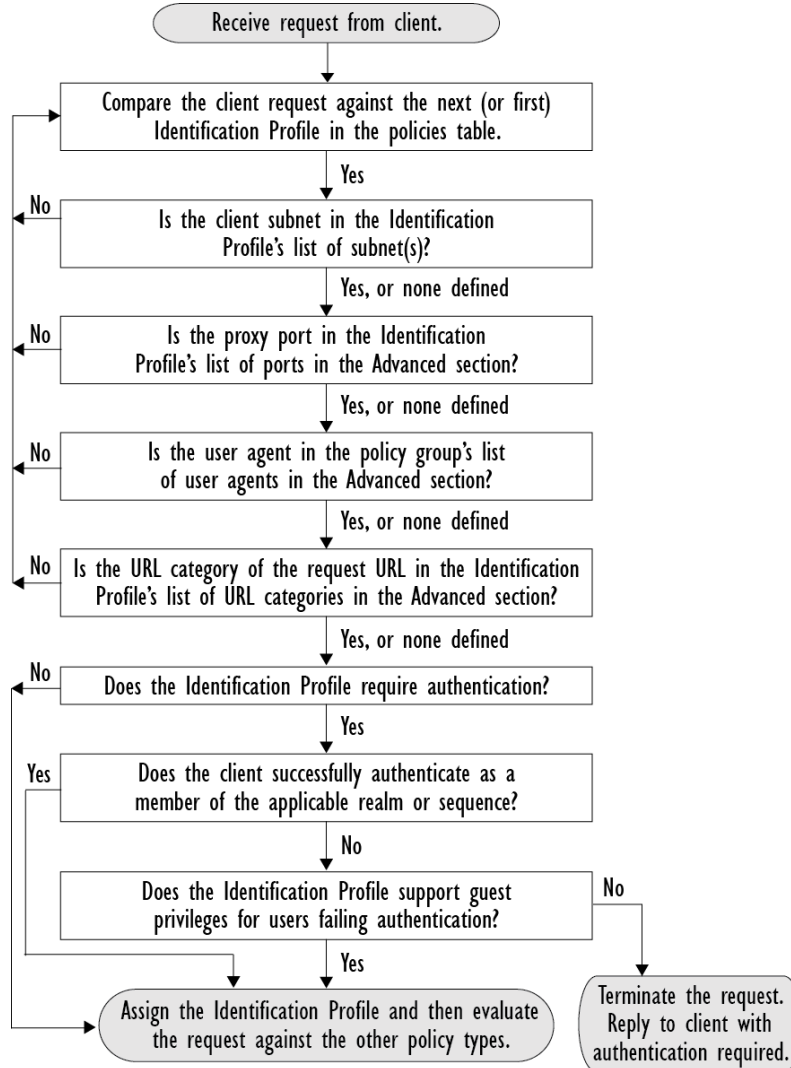 Receive request from client.
Compare the client request against the next (or first)
Identification Profile in the policies table.
Yes
No
Is the client subnet in the Identification
Profile's list of subnet(s)?
Yes, or none defined
No
Is the proxy port in the Identification
Profile's list of ports in the Advanced section?
Yes, or none defined
No
Is the user agent in the policy group's list
of user agents in the Advanced section?
Yes, or none defined
No
Is the URL category of the request URL in the Identification
Profile's list of URL categories in the Advanced section?
Yes, or none defined
No
Does the Identification Profile require authentication?
Yes
Yes
Does the client successfully authenticate as a
member of the applicable realm or sequence?
No
Does the Identification Profile support guest
privileges for users failing authentication?
No
Yes
Assign the Identification Profile and then evaluate
the request against the other policy types.
Terminate the request.
Reply to client with
authentication required.